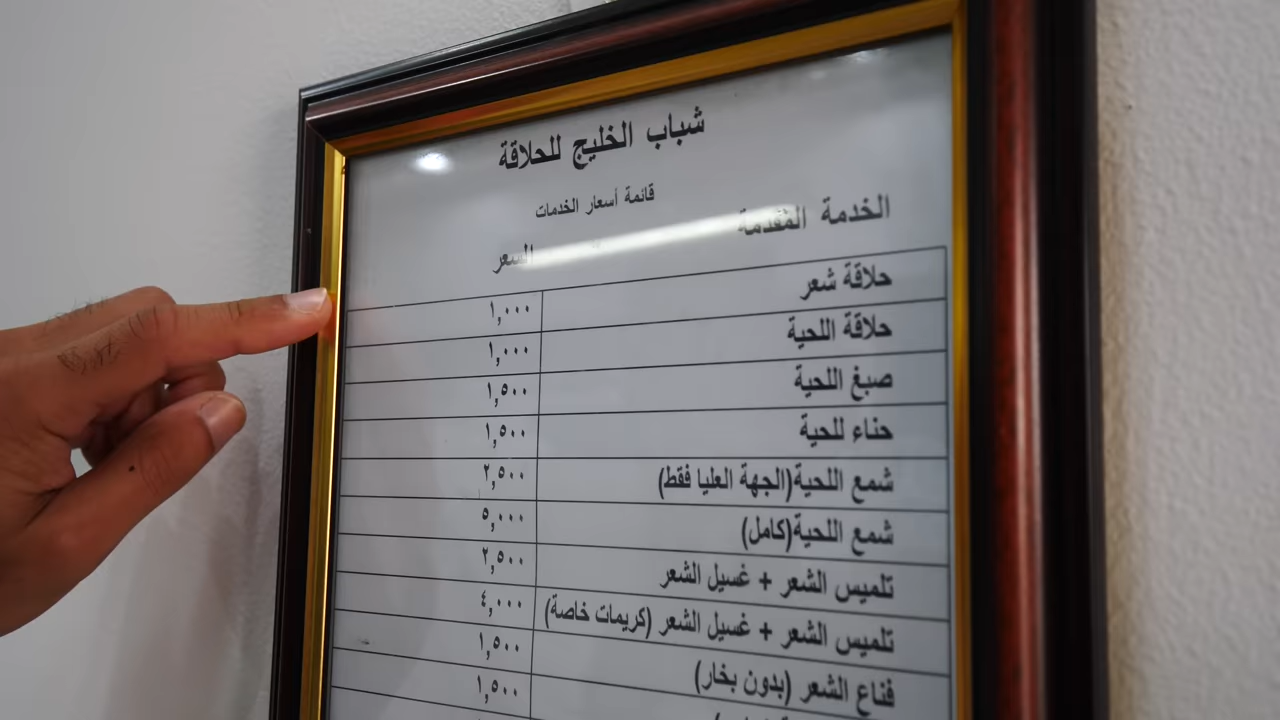 شباب الخليج للحلاقة
قائمة أسعار الخدمات
الخدمة المقدمة السعر
حلاقة شعر ١,٠٠٠
حلاقة اللحية ١,٠٠٠
صبغ اللحية ١,٥٠٠
حناء للحية ١,٥٠٠
شمع اللحية(الجهة العليا فقط) ٢,٥٠٠
شمع اللحية(كامل) ٥,٠٠٠
تلميس الشعر + غسيل الشعر ٢,٥٠٠
تلميس الشعر + غسيل الشعر (كريمات خاصة) ٤,٠٠٠
قناع الشعر (بدون بخار) ١,٥٠٠
١,٥٠٠